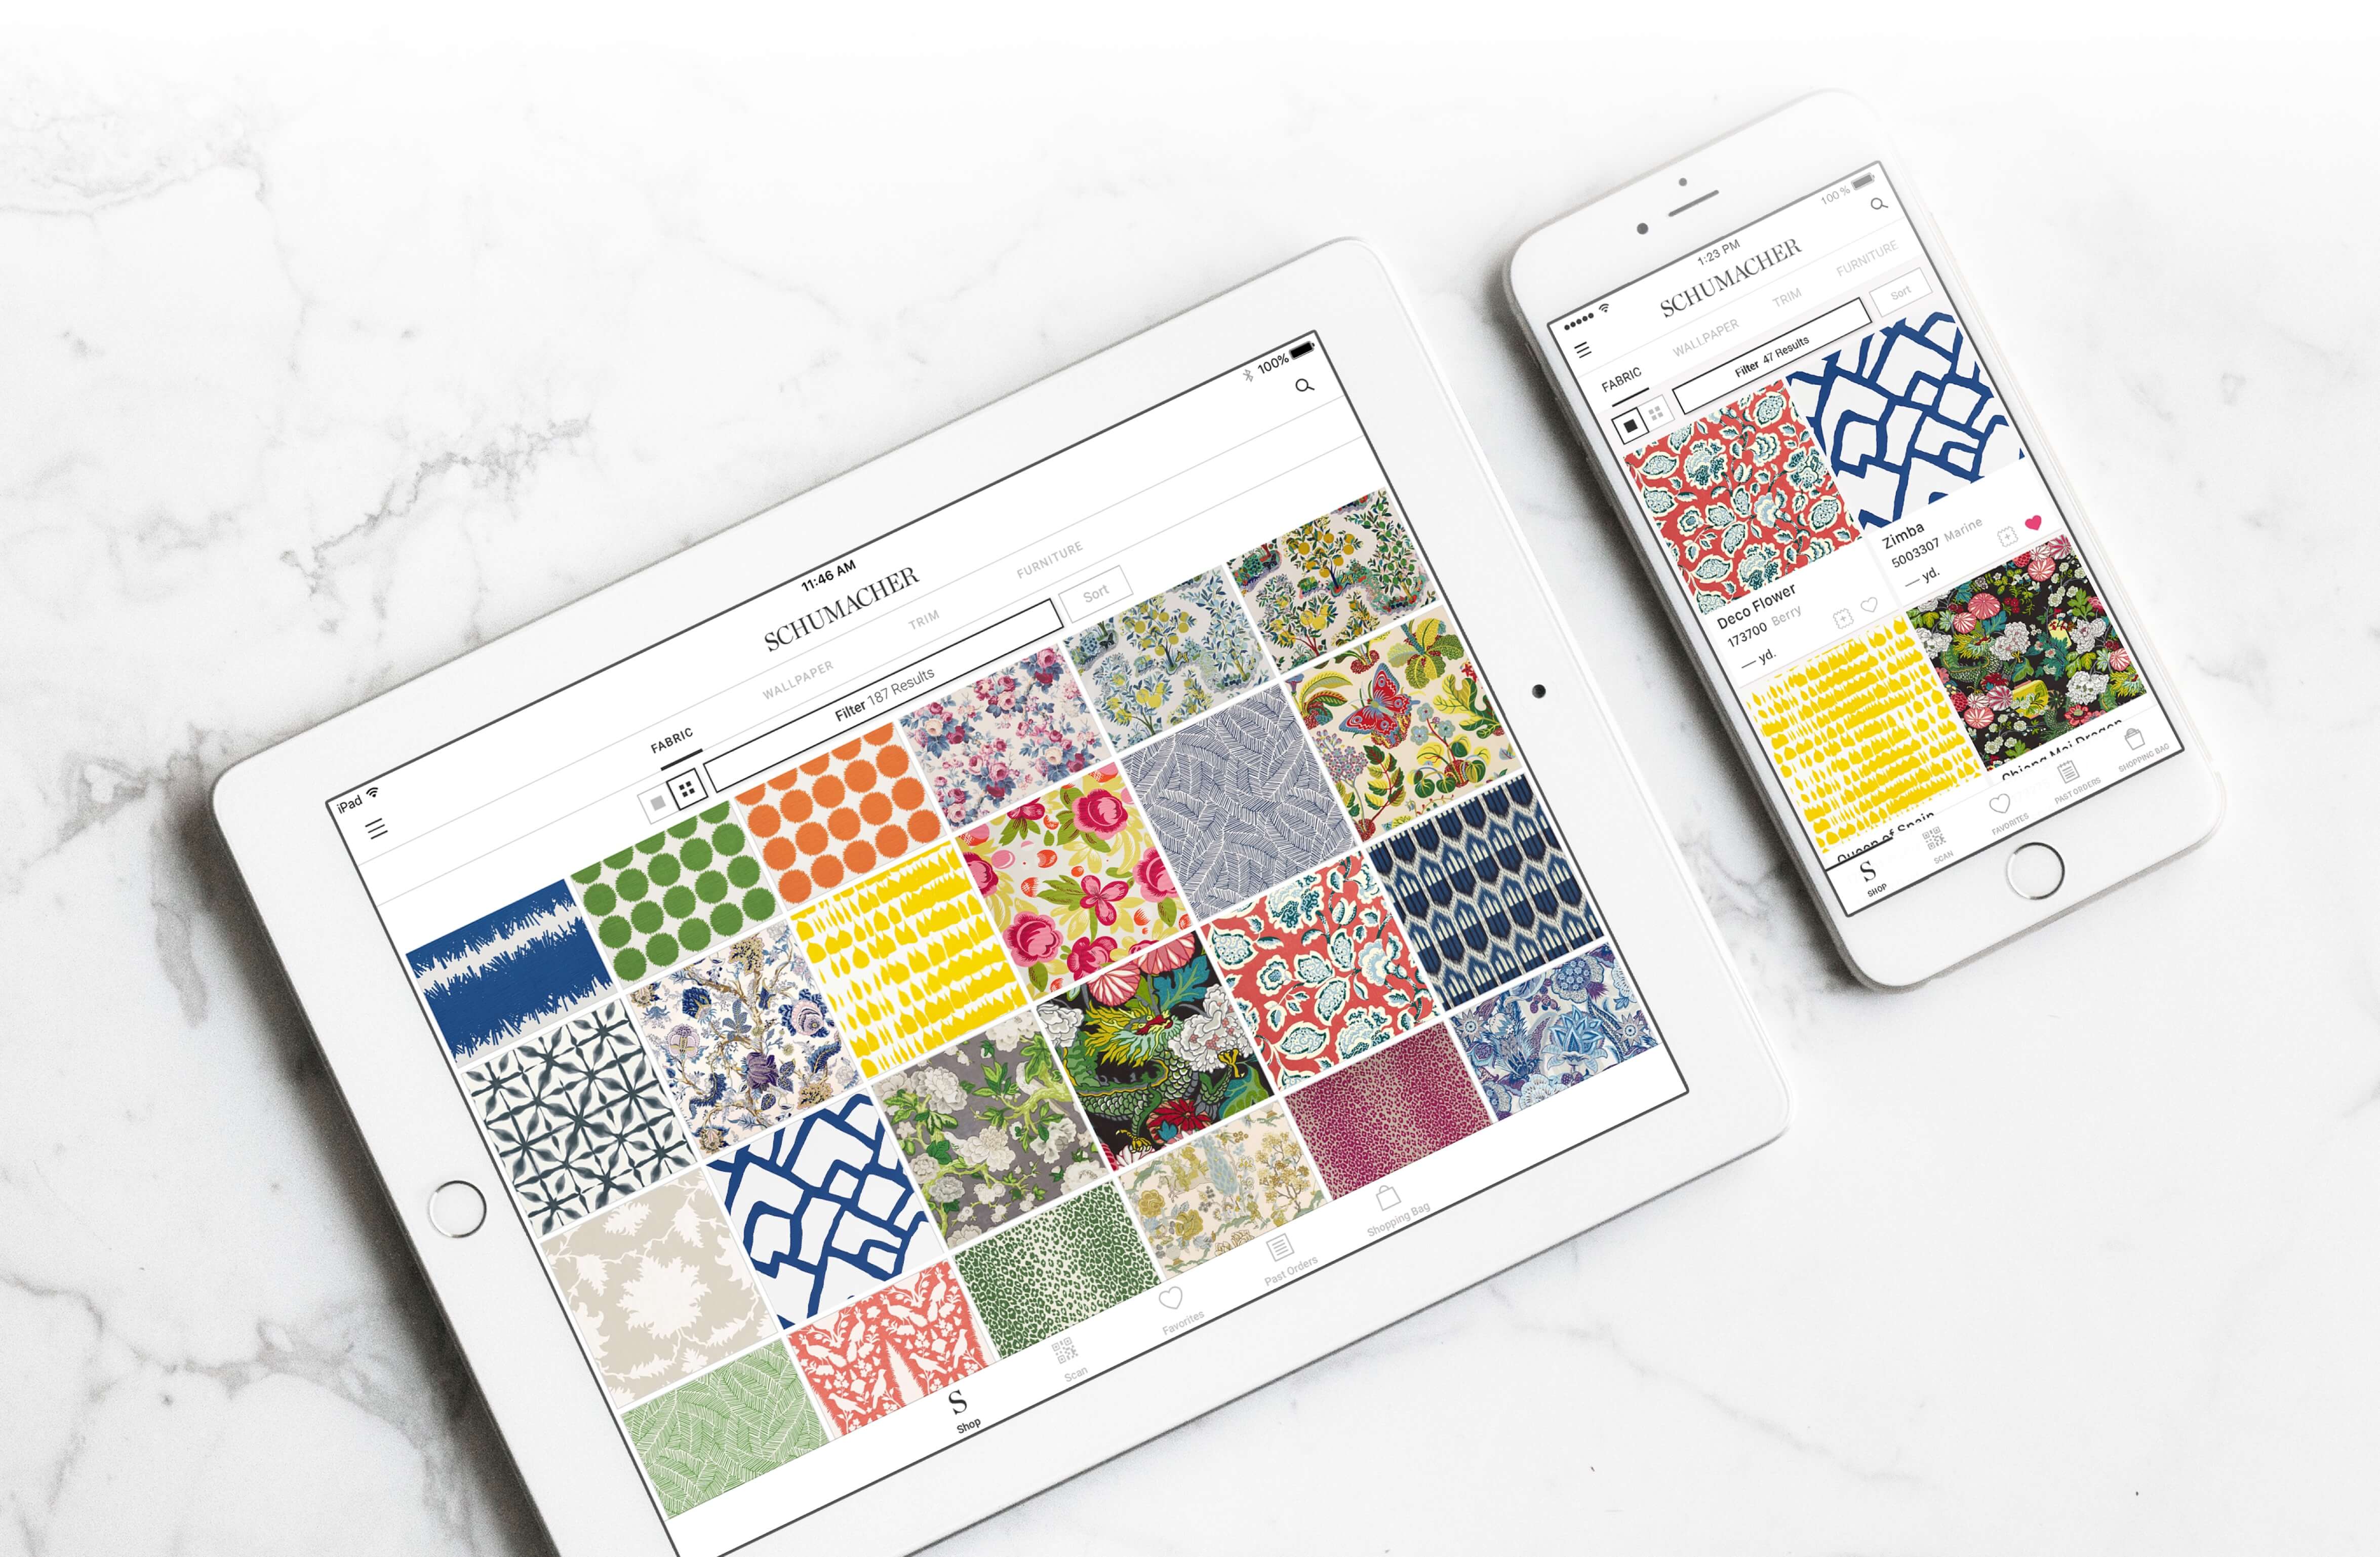 iPad
11:46 AM
100%
SCHUMACHER
FABRIC
WALLPAPER
TRIM
FURNITURE
Filter 187 Results
Sort
S
Shop
Scan
Favorites
Past Orders
Shopping Bag
1:23 PM
100 %
SCHUMACHER
FABRIC
WALLPAPER
TRIM
FURNITURE
Filter 47 Results
Sort
Deco Flower
173700 Berry
— yd.
Zimba
5003307 Marine
— yd.
Queen of Spain
Chiang Mai Dragon
S
SHOP
SCAN
FAVORITES
PAST ORDERS
SHOPPING BAG